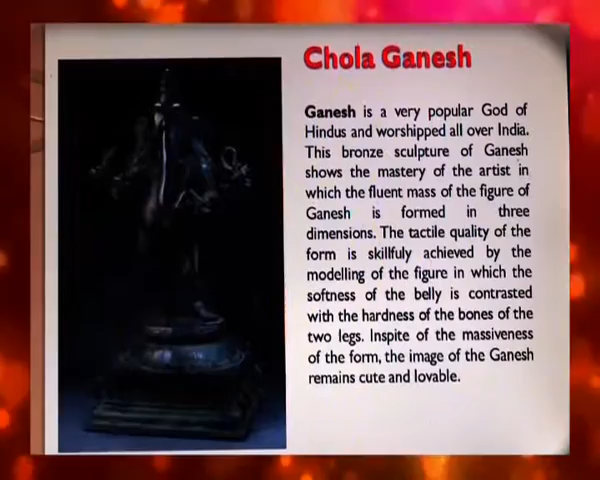 Chola Ganesh
Ganesh is a very popular God of
Hindus and worshipped all over India.
This bronze sculpture of Ganesh
shows the mastery of the artist in
which the fluent mass of the figure of
Ganesh is formed in three
dimensions. The tactile quality of the
form is skillfuly achieved by the
modelling of the figure in which the
softness of the belly is contrasted
with the hardness of the bones of the
two legs. Inspite of the massiveness
of the form, the image of the Ganesh
remains cute and lovable.